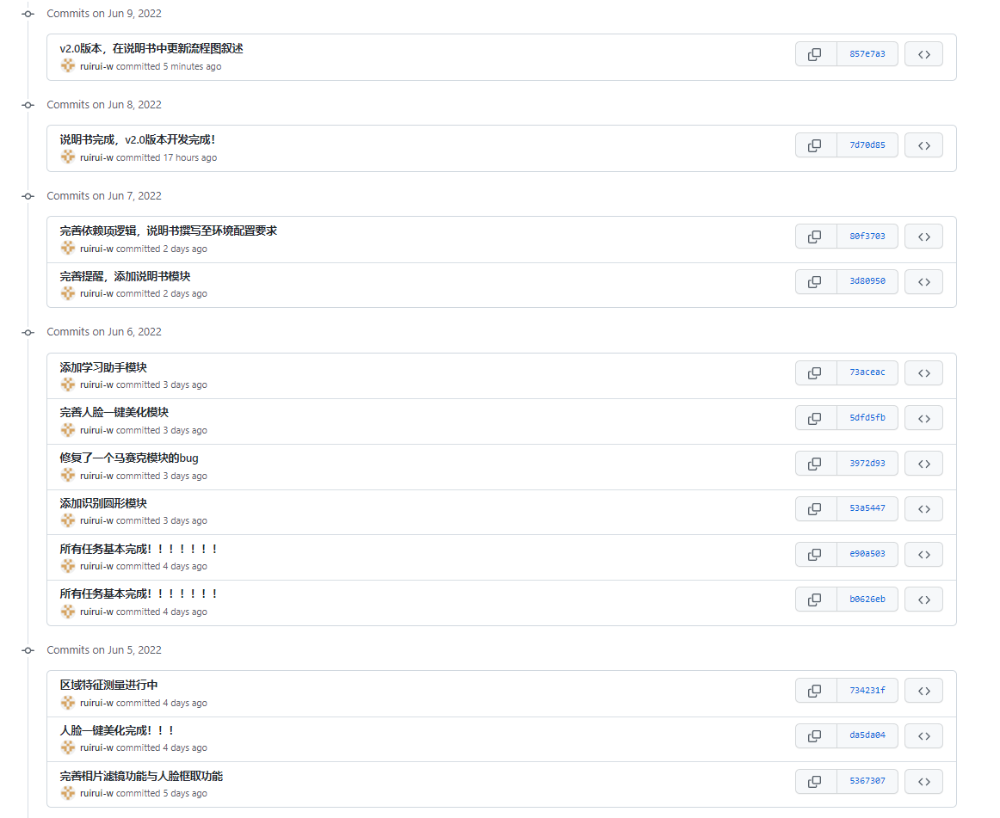 Commits on Jun 9, 2022
v2.0版本，在说明书中更新流程图叙述
857e7a3
ruirui-w committed 5 minutes ago
Commits on Jun 8, 2022
说明书完成，v2.0版本开发完成！
7d70d85
ruirui-w committed 17 hours ago
Commits on Jun 7, 2022
完善依赖项逻辑，说明书撰写至环境配置要求
80f3703
ruirui-w committed 2 days ago
完善提醒，添加说明书模块
3d80950
ruirui-w committed 2 days ago
Commits on Jun 6, 2022
添加学习助手模块
73aceac
ruirui-w committed 3 days ago
完善人脸一键美化模块
5dfd5fb
ruirui-w committed 3 days ago
修复了一个马赛克模块的bug
3972d93
ruirui-w committed 3 days ago
添加识别圆形模块
53a5447
ruirui-w committed 3 days ago
所有任务基本完成！！！！！！！
e90a503
ruirui-w committed 4 days ago
所有任务基本完成！！！！！！！
b0626eb
ruirui-w committed 4 days ago
Commits on Jun 5, 2022
区域特征测量进行中
734231f
ruirui-w committed 4 days ago
人脸一键美化完成！！！
da5da04
ruirui-w committed 4 days ago
完善相片滤镜功能与人脸框取功能
5367307
ruirui-w committed 5 days ago